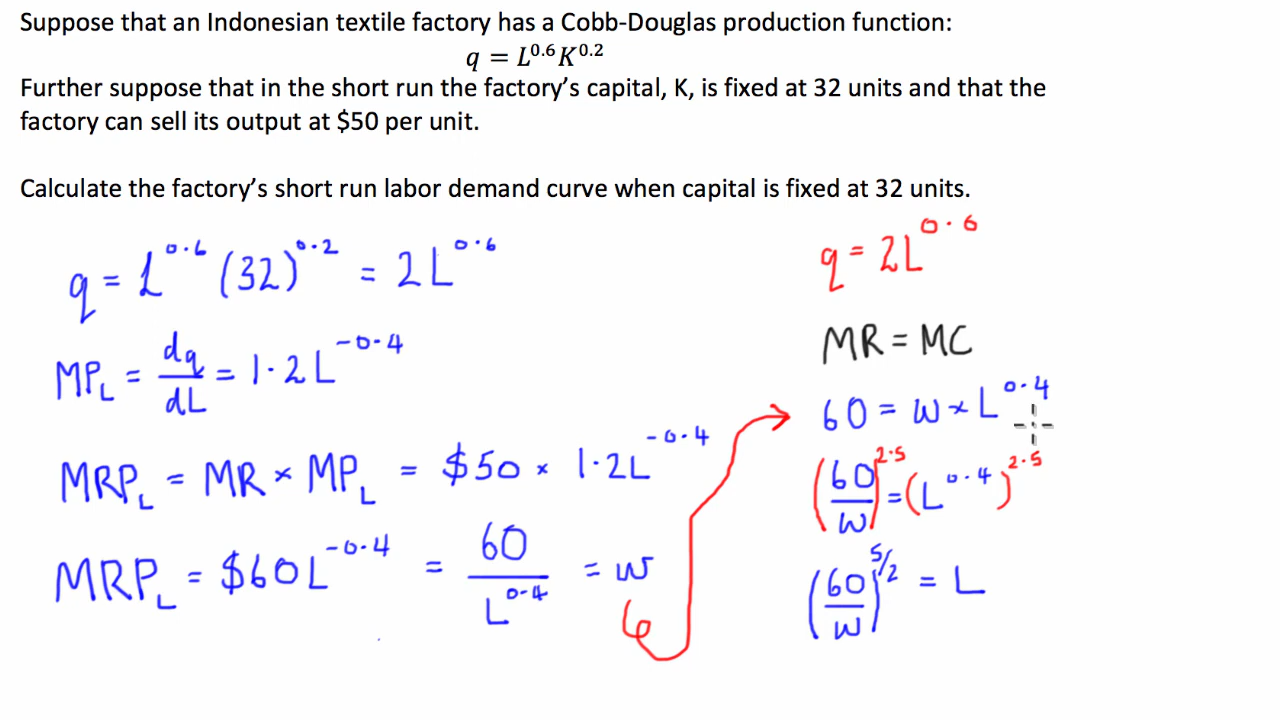 Suppose that an Indonesian textile factory has a Cobb-Douglas production function:
q = L^0.6 K^0.2
Further suppose that in the short run the factory's capital, K, is fixed at 32 units and that the
factory can sell its output at $50 per unit.
Calculate the factory's short run labor demand curve when capital is fixed at 32 units.
q = L^0.6 (32)^0.2 = 2L^0.6
MP_L = dq/dL = 1.2L^-0.4
MRP_L = MR × MP_L = $50 × 1.2L^-0.4
MRP_L = $60L^-0.4 = 60/L^0.4 = w
q = 2L^0.6
MR = MC
60 = w × L^0.4
(60/w)^2.5 = (L^0.4)^2.5
(60/w)^5/2 = L